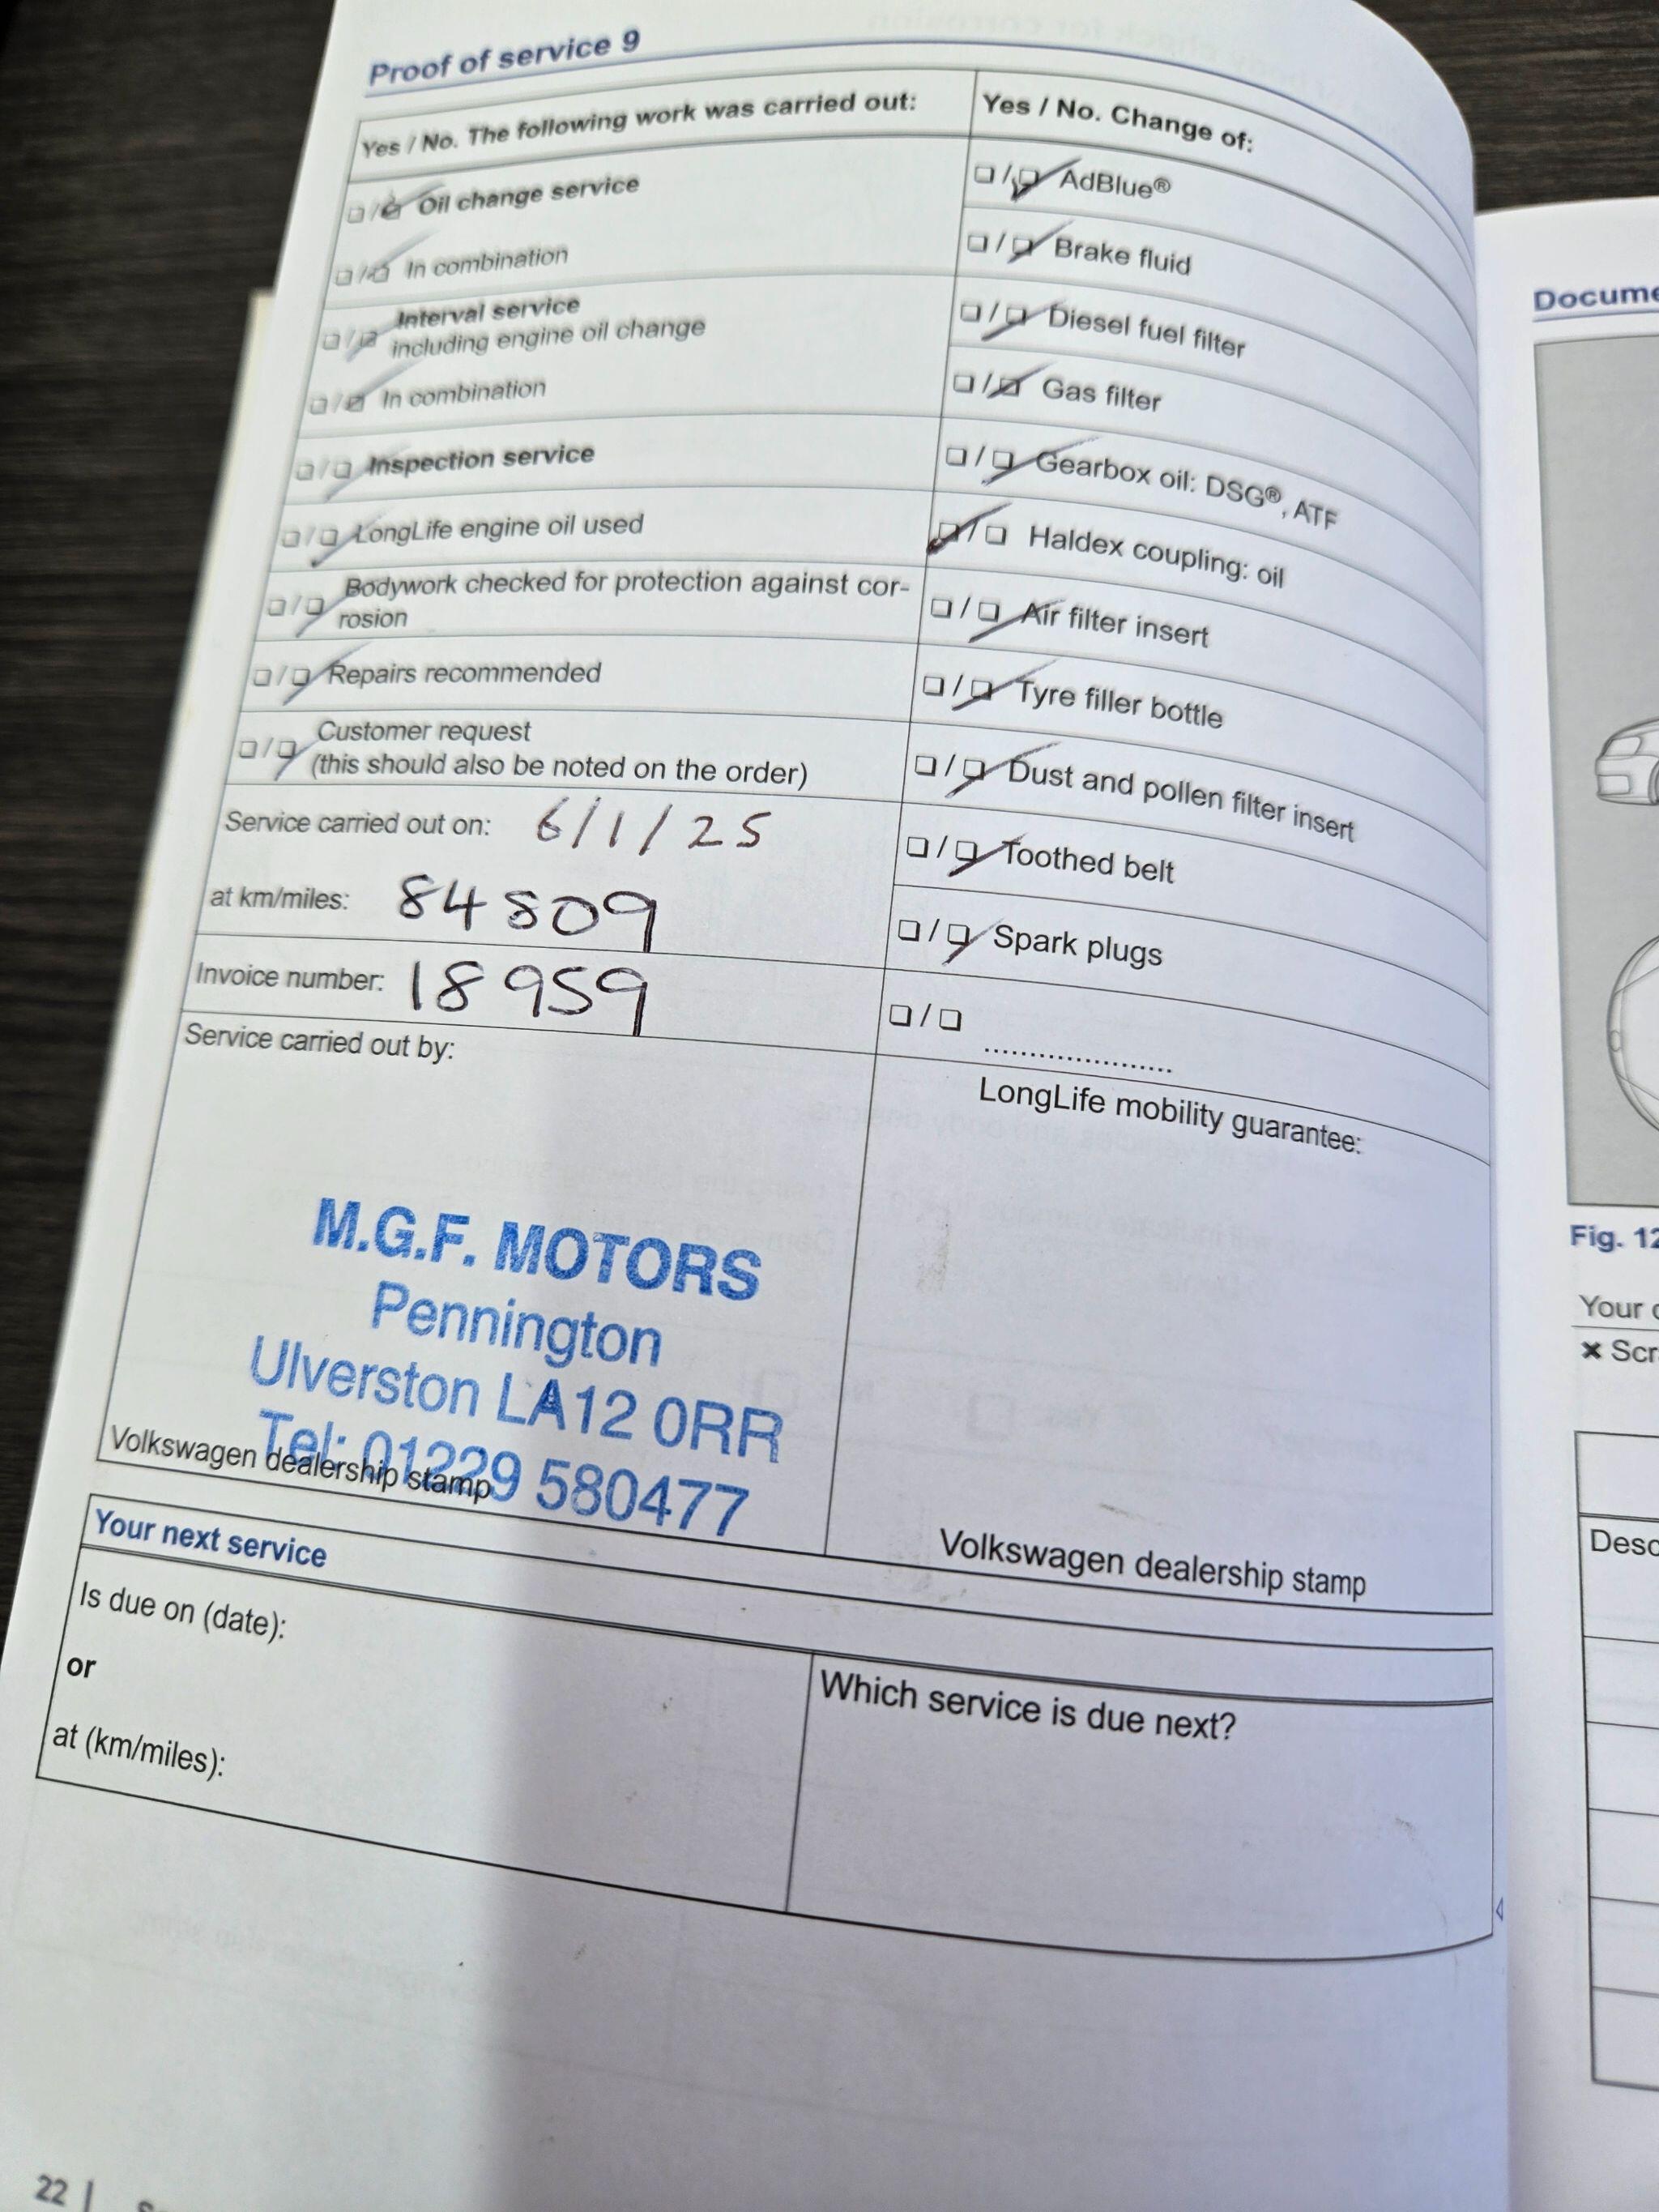 Proof of service 9
Yes / No. The following work was carried out:
Oil change service
In combination
Interval service
including engine oil change
In combination
Inspection service
LongLife engine oil used
Bodywork checked for protection against cor-
rosion
Repairs recommended
Customer request
(this should also be noted on the order)
Service carried out on: 6/1/25
at km/miles: 84809
Invoice number: 18959
Service carried out by:
M.G.F. MOTORS
Pennington
Ulverston LA12 0RR
Tel: 01229 580477
Volkswagen dealership stamp
Yes / No. Change of:
AdBlue®
Brake fluid
Diesel fuel filter
Gas filter
Gearbox oil: DSG®, ATF
Haldex coupling: oil
Air filter insert
Tyre filler bottle
Dust and pollen filter insert
Toothed belt
Spark plugs
....................
LongLife mobility guarantee:
Volkswagen dealership stamp
Your next service
Is due on (date):
or
at (km/miles):
Which service is due next?
22
Fig. 12
Your
Scr